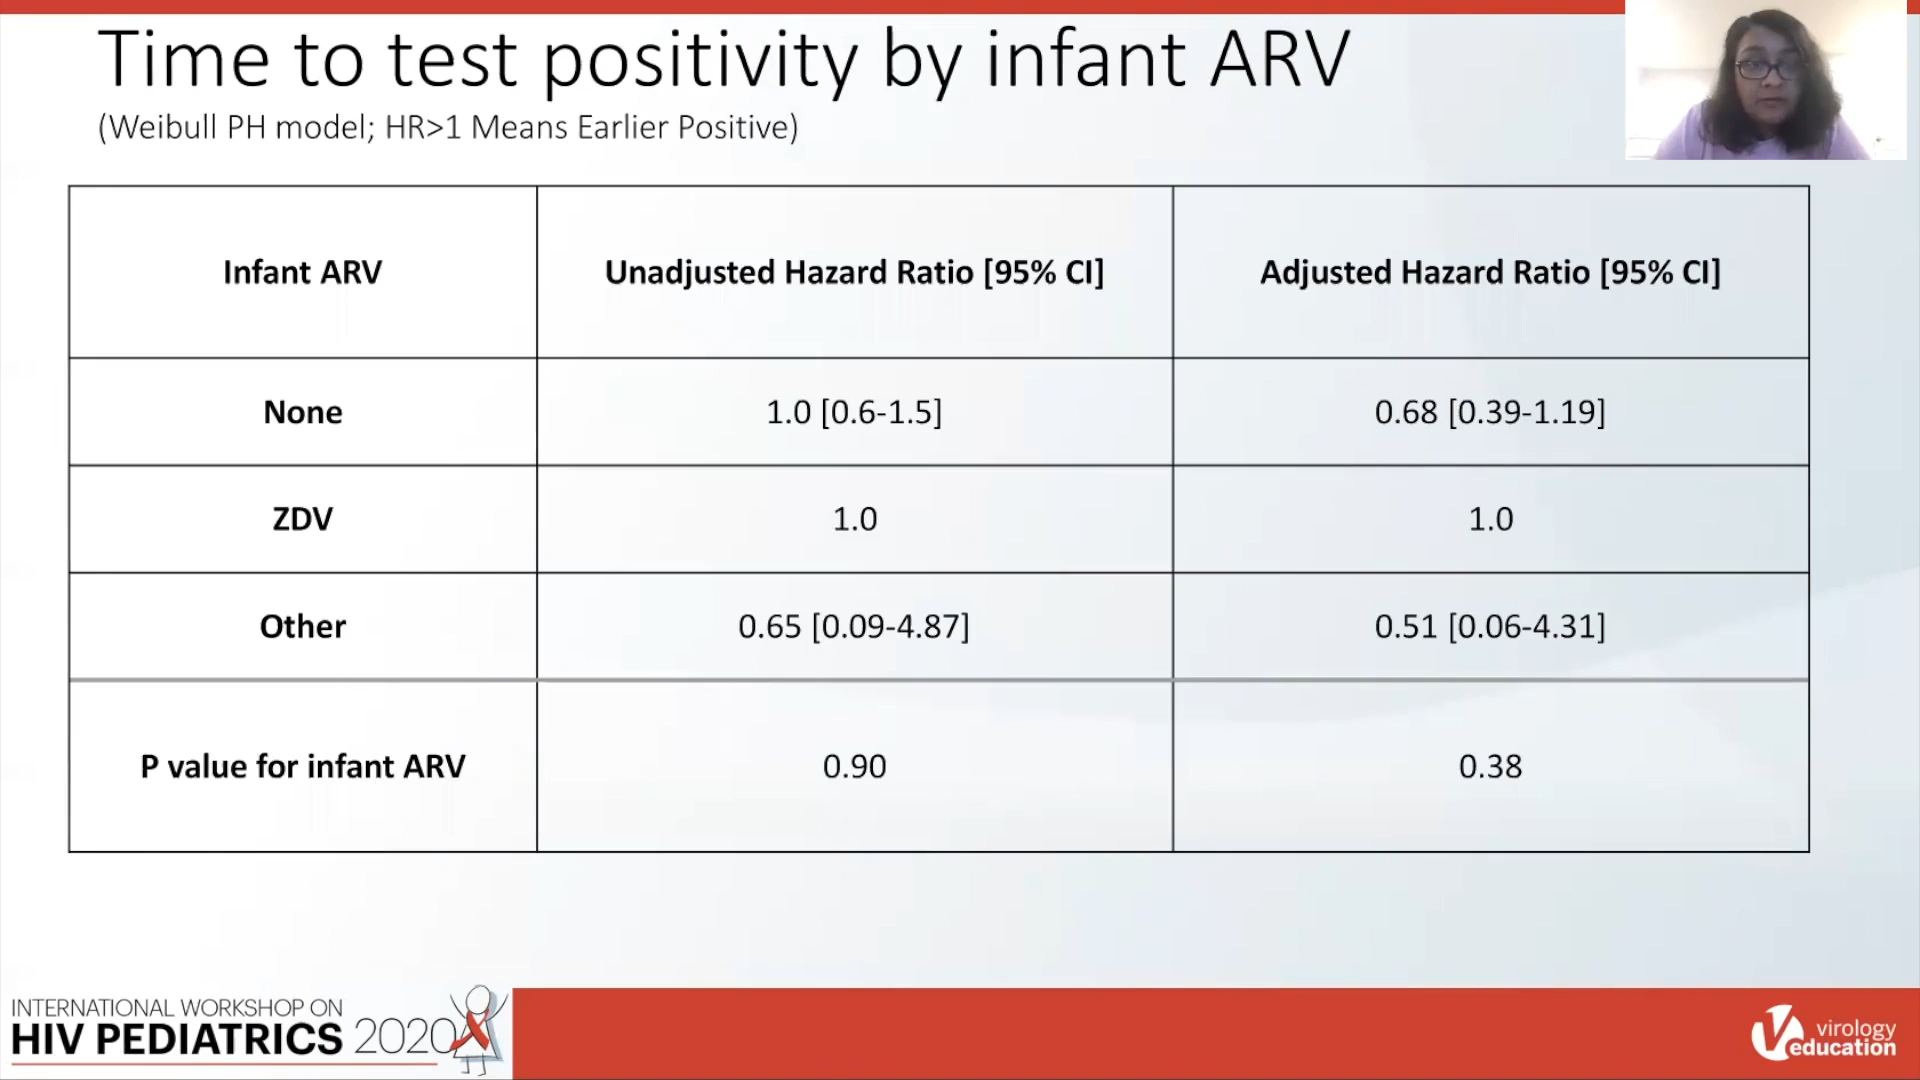 Time to test positivity by infant ARV
(Weibull PH model; HR>1 Means Earlier Positive)
Infant ARV Unadjusted Hazard Ratio [95% CI] Adjusted Hazard Ratio [95% CI]
None 1.0 [0.6-1.5] 0.68 [0.39-1.19]
ZDV 1.0 1.0
Other 0.65 [0.09-4.87] 0.51 [0.06-4.31]
P value for infant ARV 0.90 0.38
INTERNATIONAL WORKSHOP ON
HIV PEDIATRICS 2020
virology
education